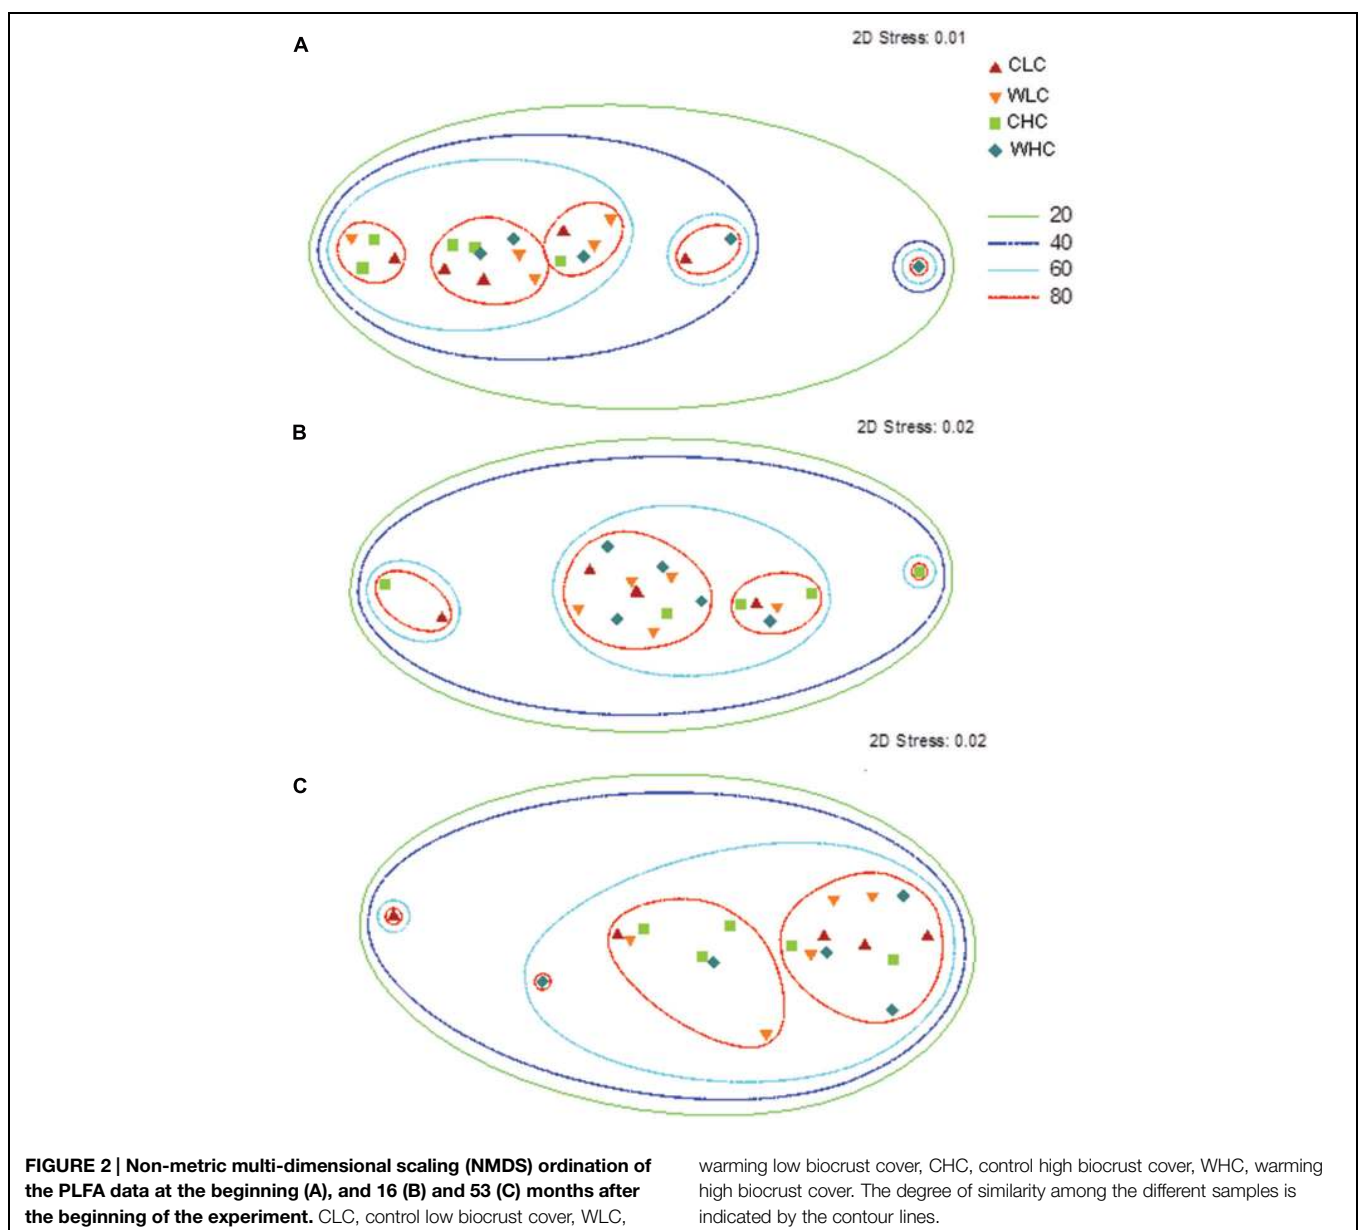 A
2D Stress: 0.01
CLC
WLC
CHC
WHC
20
40
60
80
B
2D Stress: 0.02
2D Stress: 0.02
C
FIGURE 2 | Non-metric multi-dimensional scaling (NMDS) ordination of
the PLFA data at the beginning (A), and 16 (B) and 53 (C) months after
the beginning of the experiment. CLC, control low biocrust cover, WLC,
warming low biocrust cover, CHC, control high biocrust cover, WHC, warming
high biocrust cover. The degree of similarity among the different samples is
indicated by the contour lines.